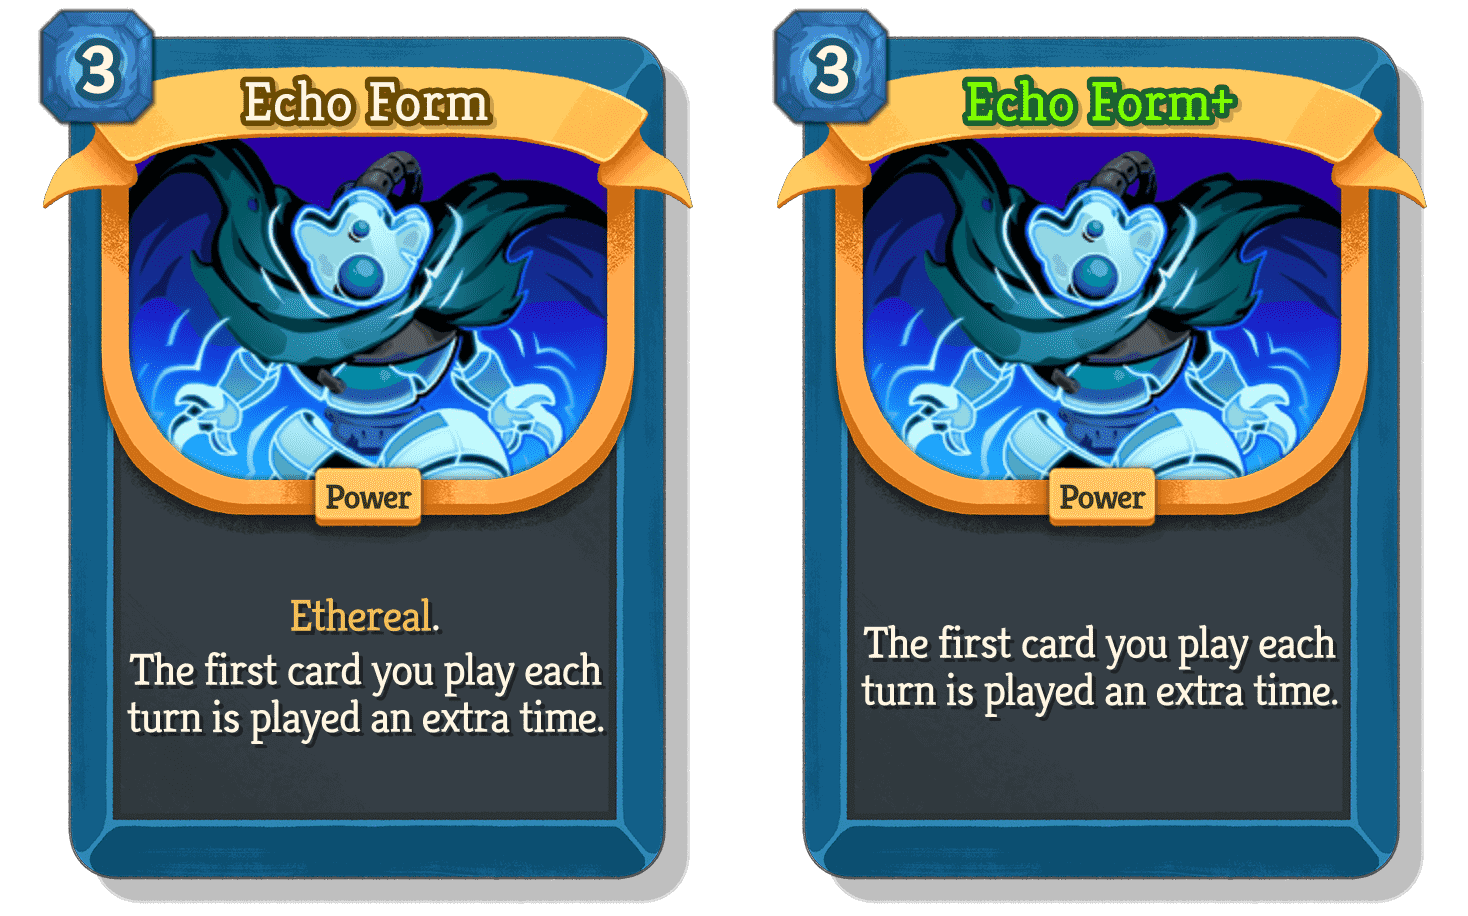 3
Echo Form
Power
Ethereal.
The first card you play each
turn is played an extra time.
3
Echo Form+
Power
The first card you play each
turn is played an extra time.